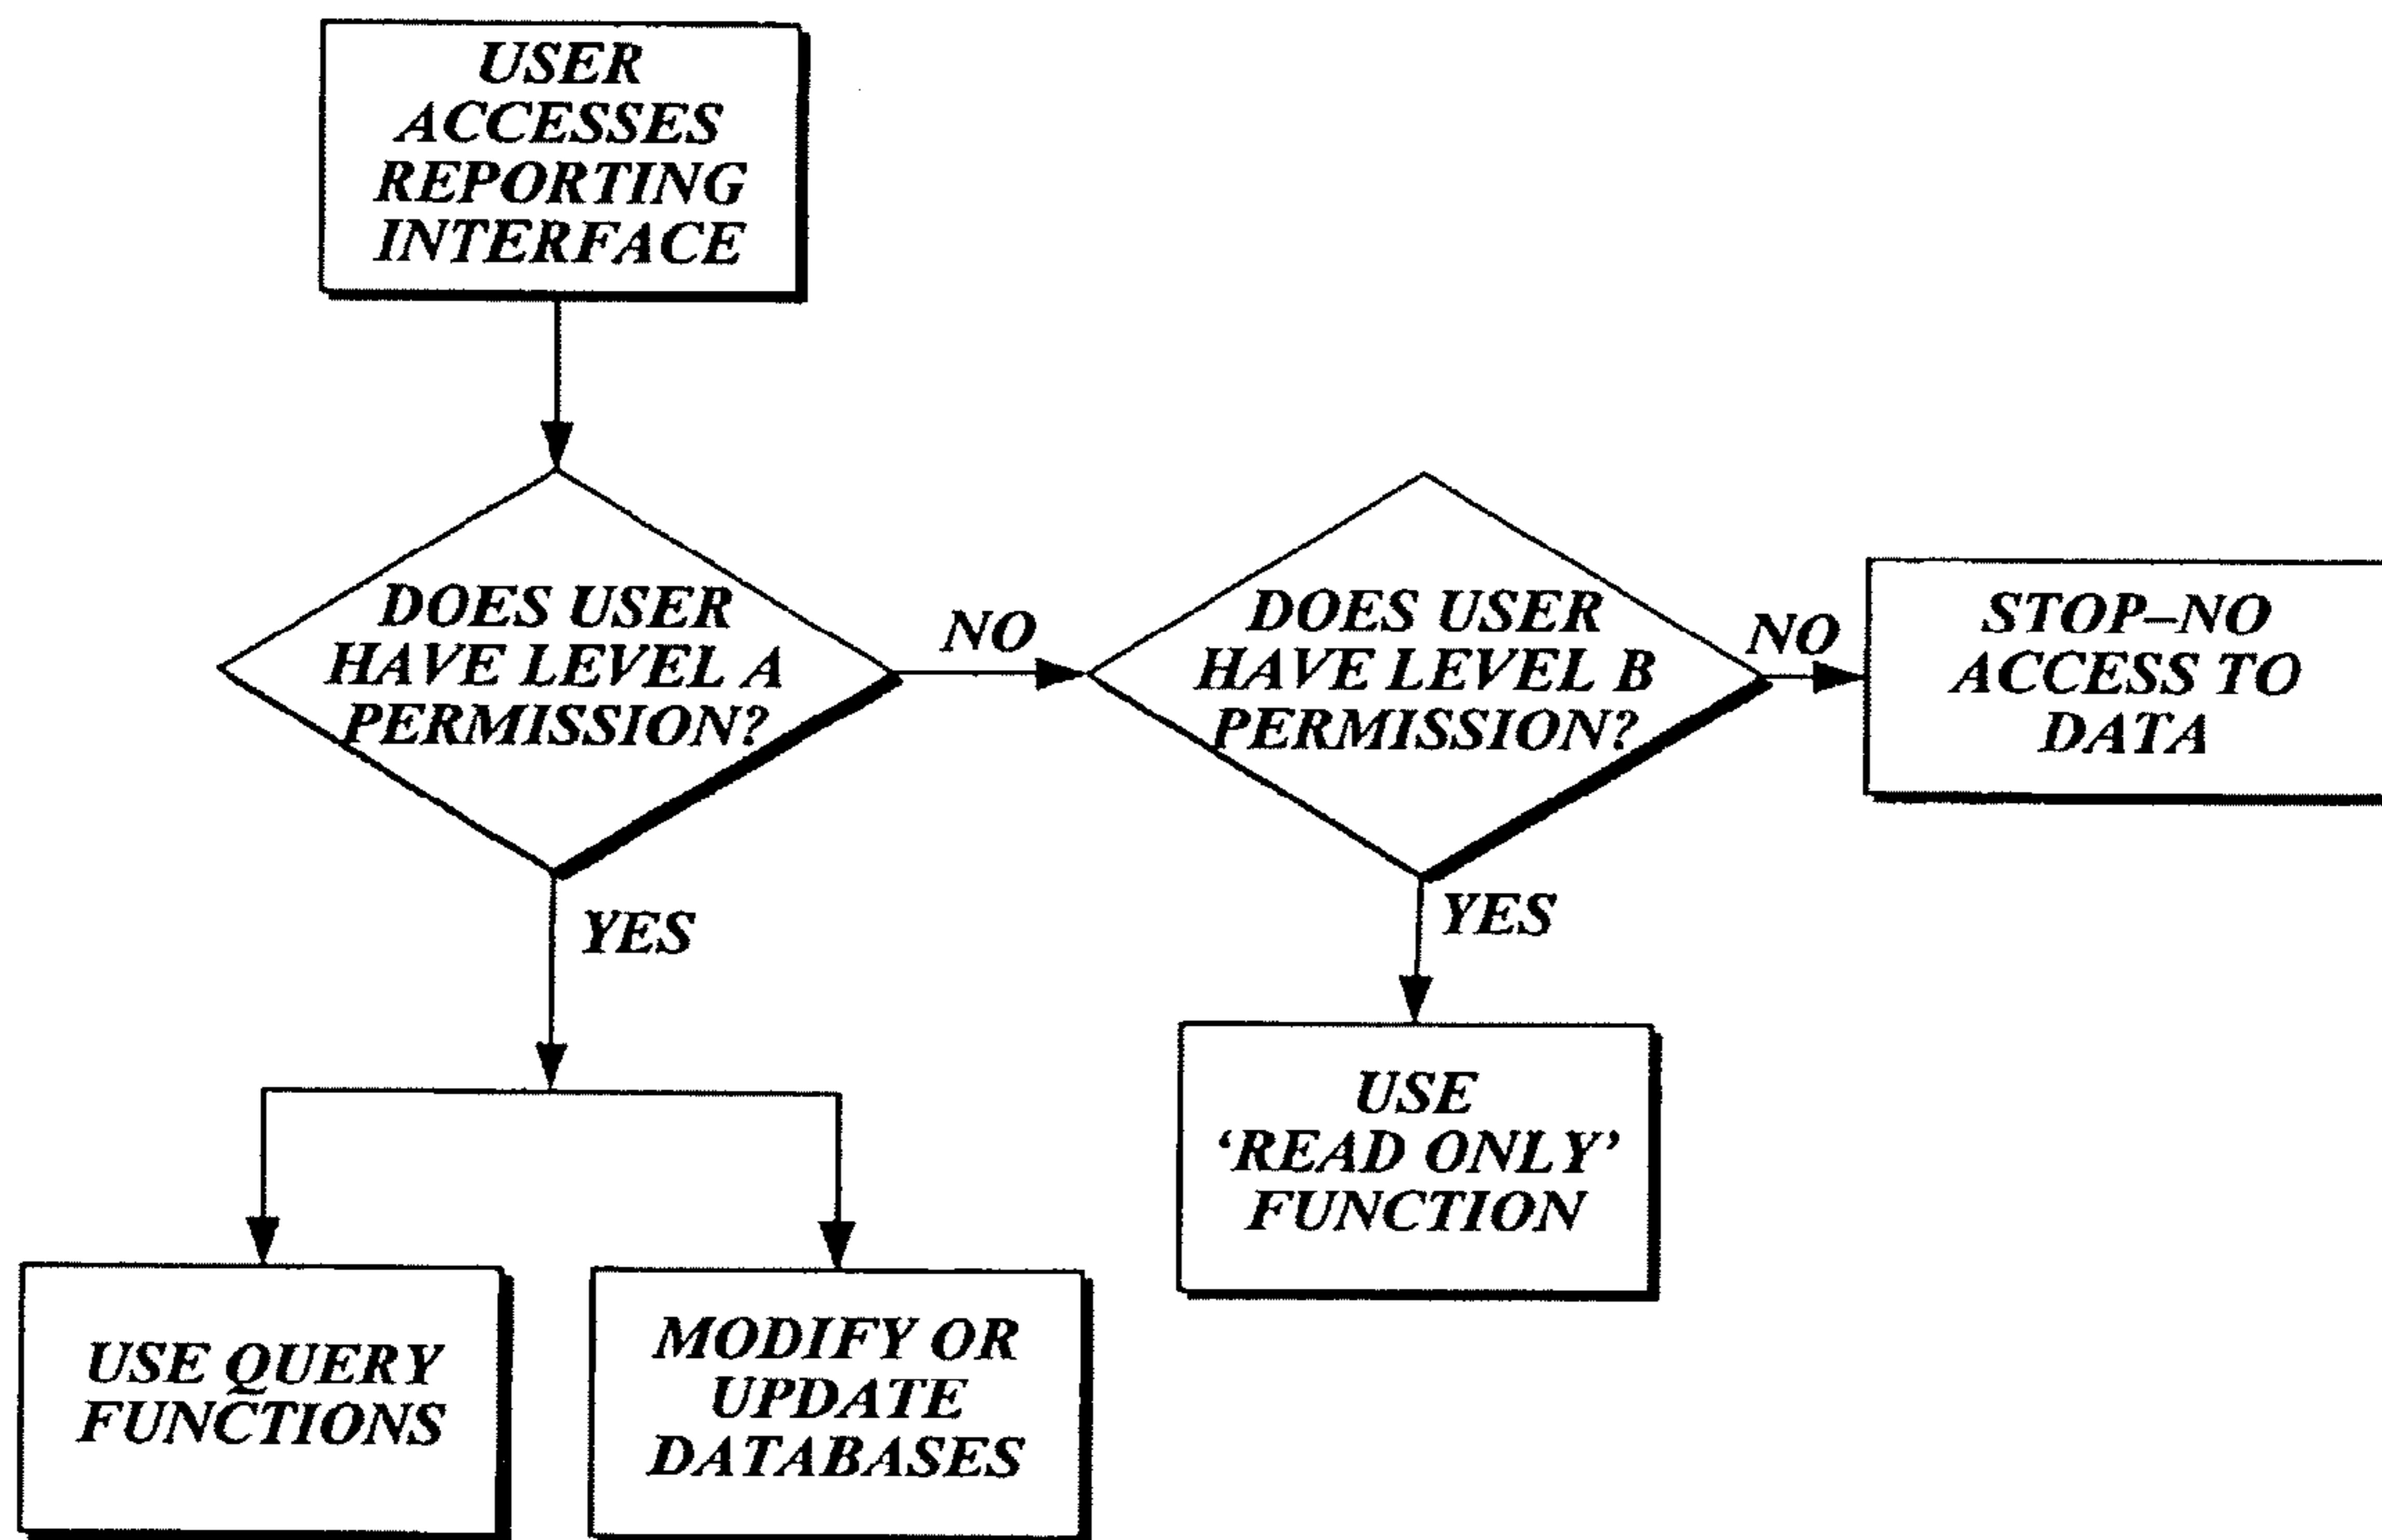 USER
ACCESSES
REPORTING
INTERFACE
DOES USER
HAVE LEVEL A
PERMISSION?
NO
DOES USER
HAVE LEVEL B
PERMISSION?
NO
STOP–NO
ACCESS TO
DATA
YES
YES
USE
‘READ ONLY’
FUNCTION
USE QUERY
FUNCTIONS
MODIFY OR
UPDATE
DATABASES